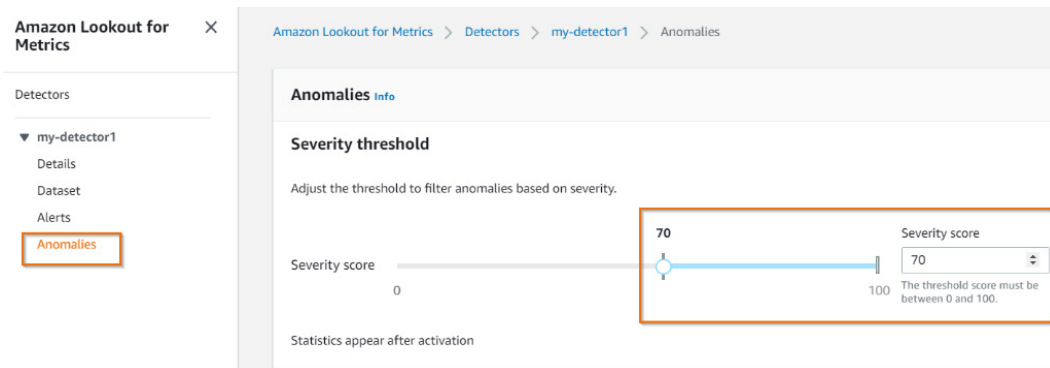 Amazon Lookout for
Metrics
Detectors
my-detector1
Details
Dataset
Alerts
Anomalies
Amazon Lookout for Metrics > Detectors > my-detector1 > Anomalies
Anomalies Info
Severity threshold
Adjust the threshold to filter anomalies based on severity.
70
Severity score
Severity score
70
0
100
The threshold score must be
between 0 and 100.
Statistics appear after activation